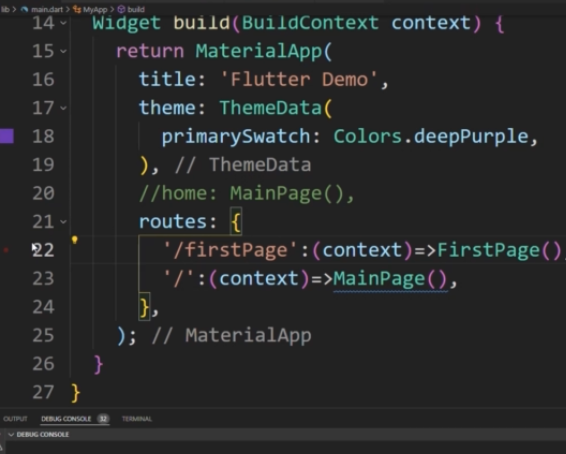 lib > main.dart > MyApp > build
14 Widget build(BuildContext context) {
15 return MaterialApp(
16 title: 'Flutter Demo',
17 theme: ThemeData(
18 primarySwatch: Colors.deepPurple,
19 ), // ThemeData
20 //home: MainPage(),
21 routes: {
22 '/firstPage':(context)=>FirstPage()
23 '/':(context)=>MainPage(),
24 },
25 ); // MaterialApp
26 }
27 }
OUTPUT DEBUG CONSOLE 32 TERMINAL
DEBUG CONSOLE